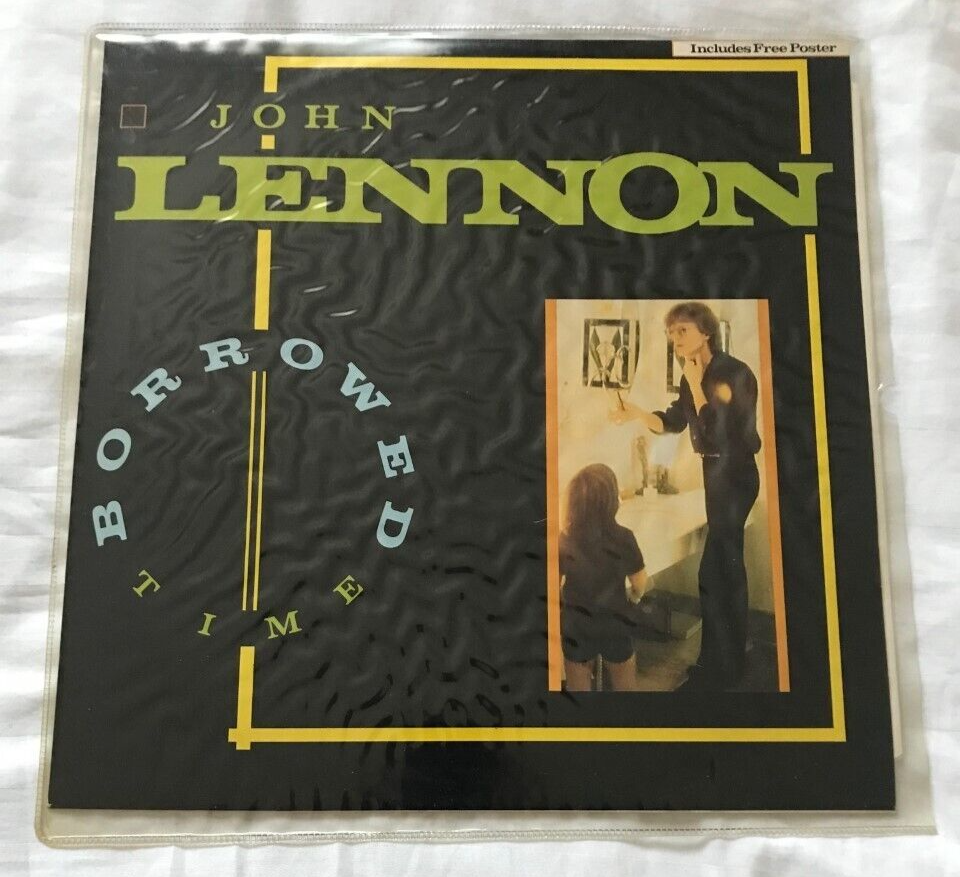 Includes Free Poster
JOHN
LENNON
BORROWED
TIME